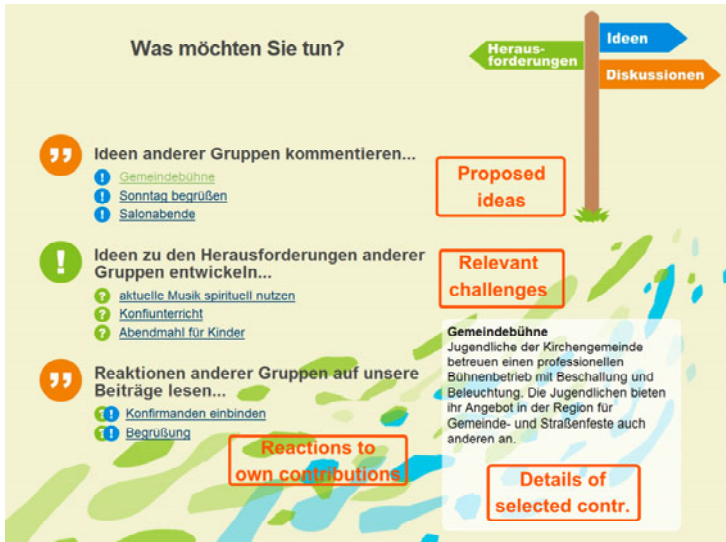 Was möchten Sie tun?
Heraus-
forderungen
Ideen
Diskussionen
Ideen anderer Gruppen kommentieren...
Gemeindebühne
Sonntag begrüßen
Salonabende
Proposed
ideas
Ideen zu den Herausforderungen anderer
Gruppen entwickeln...
aktuelle Musik spirituell nutzen
Konfiunterricht
Abendmahl für Kinder
Relevant
challenges
Reaktionen anderer Gruppen auf unsere
Beiträge lesen...
Konfirmanden einbinden
Begrüßung
Reactions to
own contributions
Gemeindebühne
Jugendliche der Kirchengemeinde
betreuen einen professionellen
Bühnenbetrieb mit Beschallung und
Beleuchtung. Die Jugendlichen bieten
ihr Angebot in der Region für
Gemeinde- und Straßenfeste auch
anderen an.
Details of
selected contr.